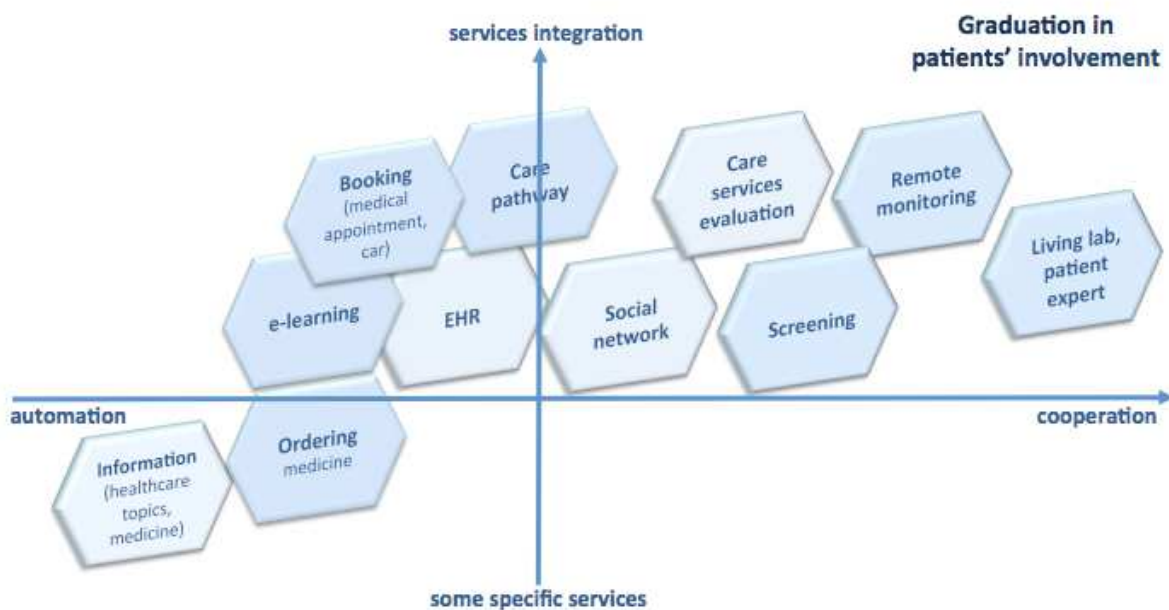 Graduation in
patients’ involvement
services integration
Booking
(medical
appointment,
car)
Care
pathway
Care
services
evaluation
Remote
monitoring
Living lab,
patient
expert
e-learning
EHR
Social
network
Screening
automation
cooperation
Information
(healthcare
topics,
medicine)
Ordering
medicine
some specific services